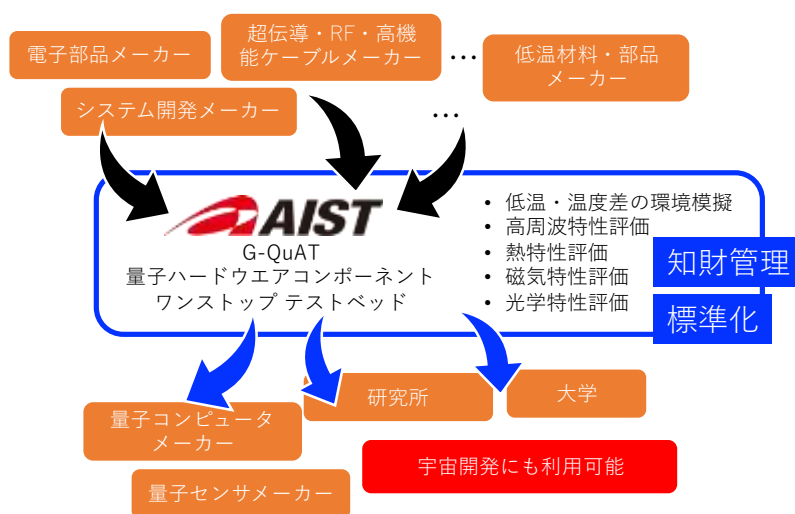 電子部品メーカー
超伝導・RF・高機
能ケーブルメーカー
…
低温材料・部品
メーカー
システム開発メーカー
…
AIST
G-QuAT
量子ハードウエアコンポーネント
ワンストップ テストベッド
• 低温・温度差の環境模擬
• 高周波特性評価
• 熱特性評価
• 磁気特性評価
• 光学特性評価
知財管理
標準化
研究所
大学
量子コンピュータ
メーカー
宇宙開発にも利用可能
量子センサメーカー